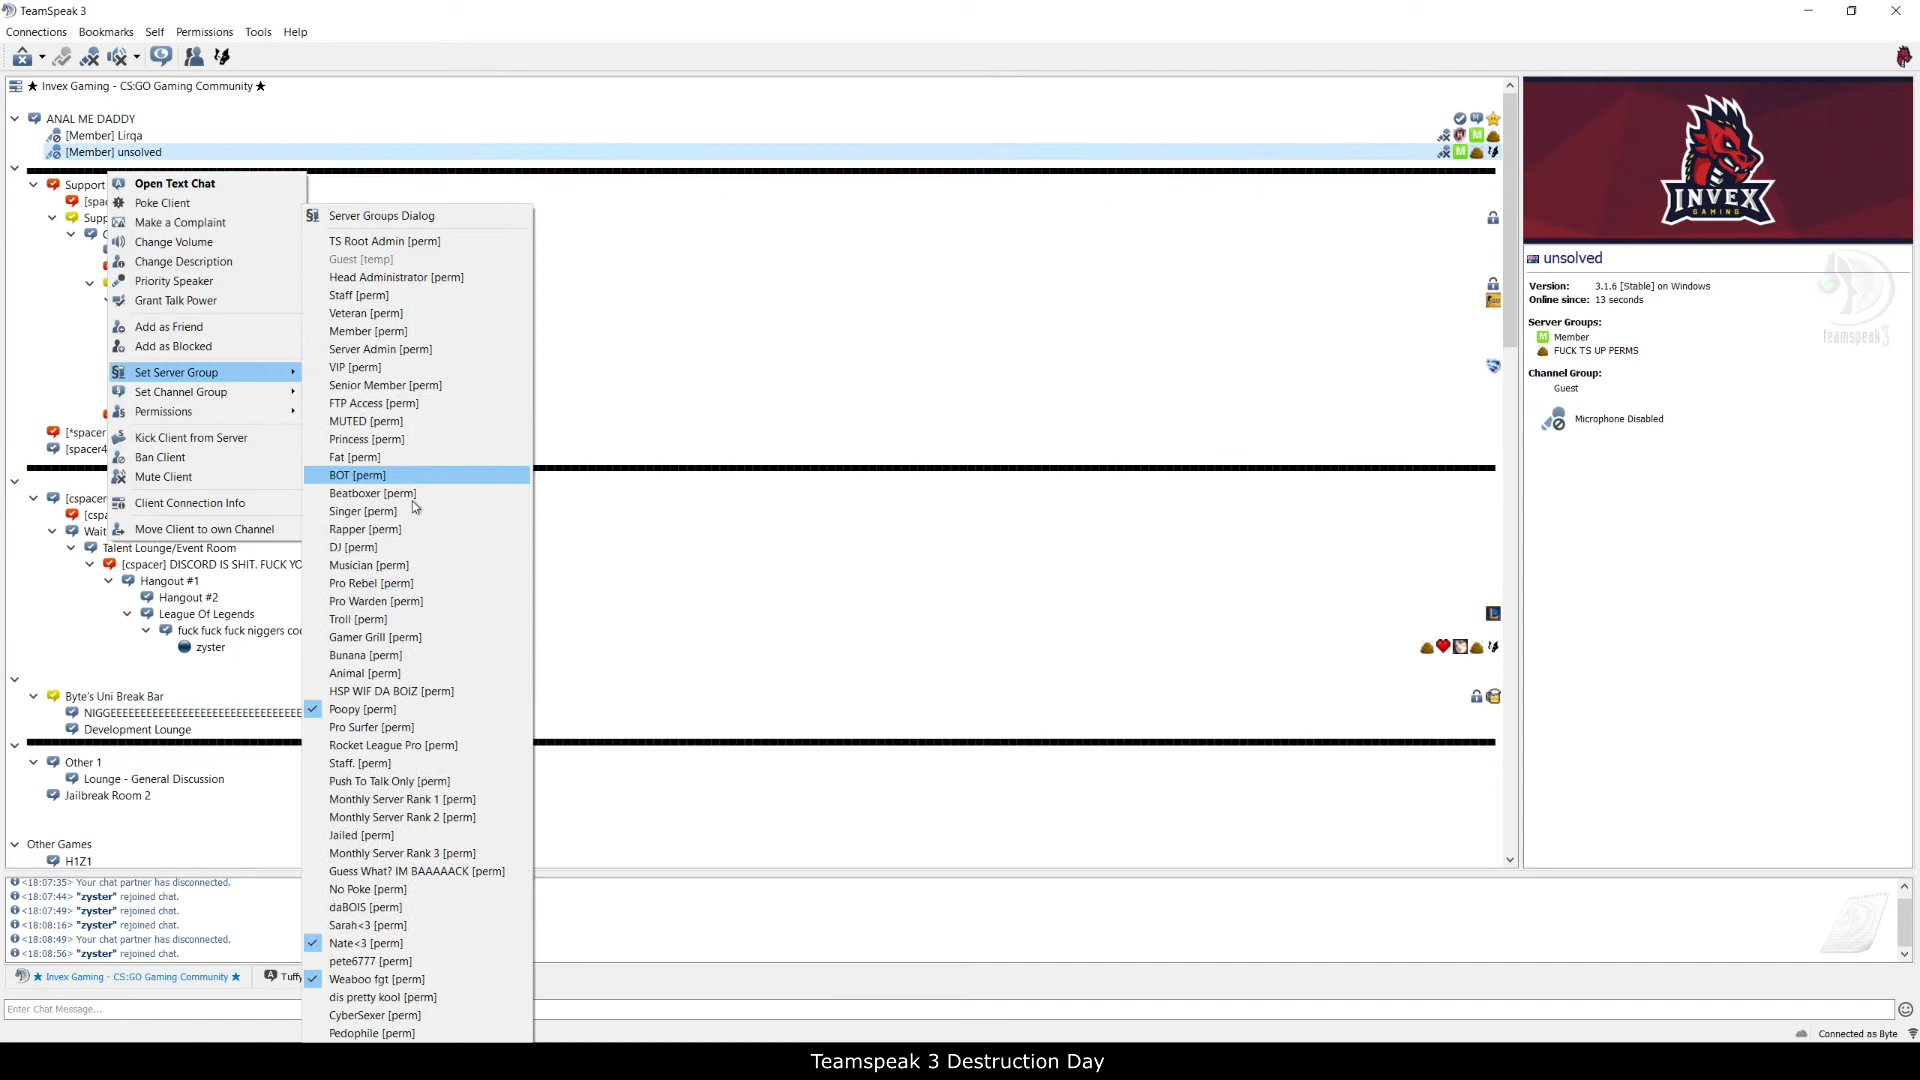 TeamSpeak 3
Connections Bookmarks Self Permissions Tools Help
★ Invex Gaming - CS:GO Gaming Community ★
ANAL ME DADDY
[Member] Lirqa
[Member] unsolved
Support
[spa
Supp
[*spacer
[spacer4
[cspacer
[csp
Wait
Talent Lounge/Event Room
[cspacer] DISCORD IS SHIT. FUCK YO
Hangout #1
Hangout #2
League Of Legends
fuck fuck fuck niggers coc
zyster
Byte's Uni Break Bar
NIGGEEEEEEEEEEEEEEEEEEEEEEEEEEEEEEEEE
Development Lounge
Other 1
Lounge - General Discussion
Jailbreak Room 2
Other Games
H1Z1
Open Text Chat
Poke Client
Make a Complaint
Change Volume
Change Description
Priority Speaker
Grant Talk Power
Add as Friend
Add as Blocked
Set Server Group
Set Channel Group
Permissions
Kick Client from Server
Ban Client
Mute Client
Client Connection Info
Move Client to own Channel
Server Groups Dialog
TS Root Admin [perm]
Guest [temp]
Head Administrator [perm]
Staff [perm]
Veteran [perm]
Member [perm]
Server Admin [perm]
VIP [perm]
Senior Member [perm]
FTP Access [perm]
MUTED [perm]
Princess [perm]
Fat [perm]
BOT [perm]
Beatboxer [perm]
Singer [perm]
Rapper [perm]
DJ [perm]
Musician [perm]
Pro Rebel [perm]
Pro Warden [perm]
Troll [perm]
Gamer Grill [perm]
Bunana [perm]
Animal [perm]
HSP WIF DA BOIZ [perm]
Poopy [perm]
Pro Surfer [perm]
Rocket League Pro [perm]
Staff. [perm]
Push To Talk Only [perm]
Monthly Server Rank 1 [perm]
Monthly Server Rank 2 [perm]
Jailed [perm]
Monthly Server Rank 3 [perm]
Guess What? IM BAAAAACK [perm]
No Poke [perm]
daBOIS [perm]
Sarah<3 [perm]
Nate<3 [perm]
pete6777 [perm]
Weaboo fgt [perm]
dis pretty kool [perm]
CyberSexer [perm]
Pedophile [perm]
INVEX
GAMING
unsolved
Version: 3.1.6 [Stable] on Windows
Online since: 13 seconds
Server Groups:
Member
FUCK TS UP PERMS
Channel Group:
Guest
Microphone Disabled
teamspeak3
<18:07:35> Your chat partner has disconnected.
<18:07:44> "zyster" rejoined chat.
<18:07:49> "zyster" rejoined chat.
<18:08:16> "zyster" rejoined chat.
<18:08:49> Your chat partner has disconnected.
<18:08:56> "zyster" rejoined chat.
★ Invex Gaming - CS:GO Gaming Community ★
Tuffy
Enter Chat Message...
Connected as Byte
Teamspeak 3 Destruction Day